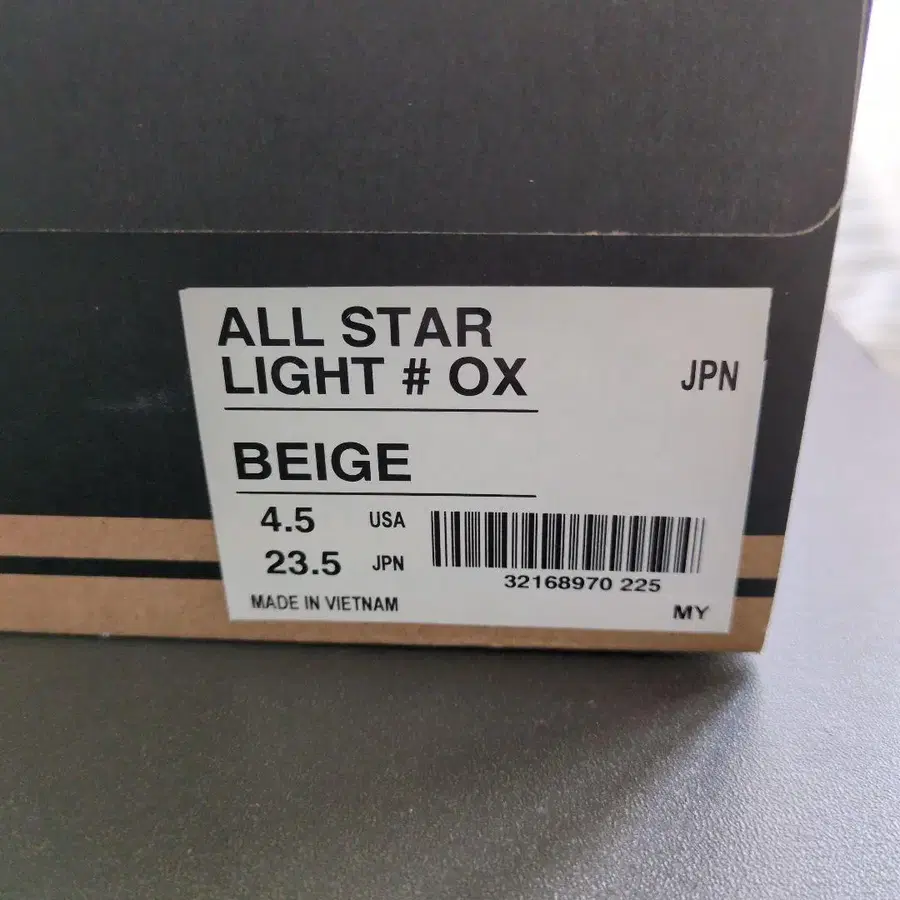 ALL STAR
LIGHT # OX
JPN
BEIGE
4.5 USA
23.5 JPN
32168970 225
MADE IN VIETNAM
MY